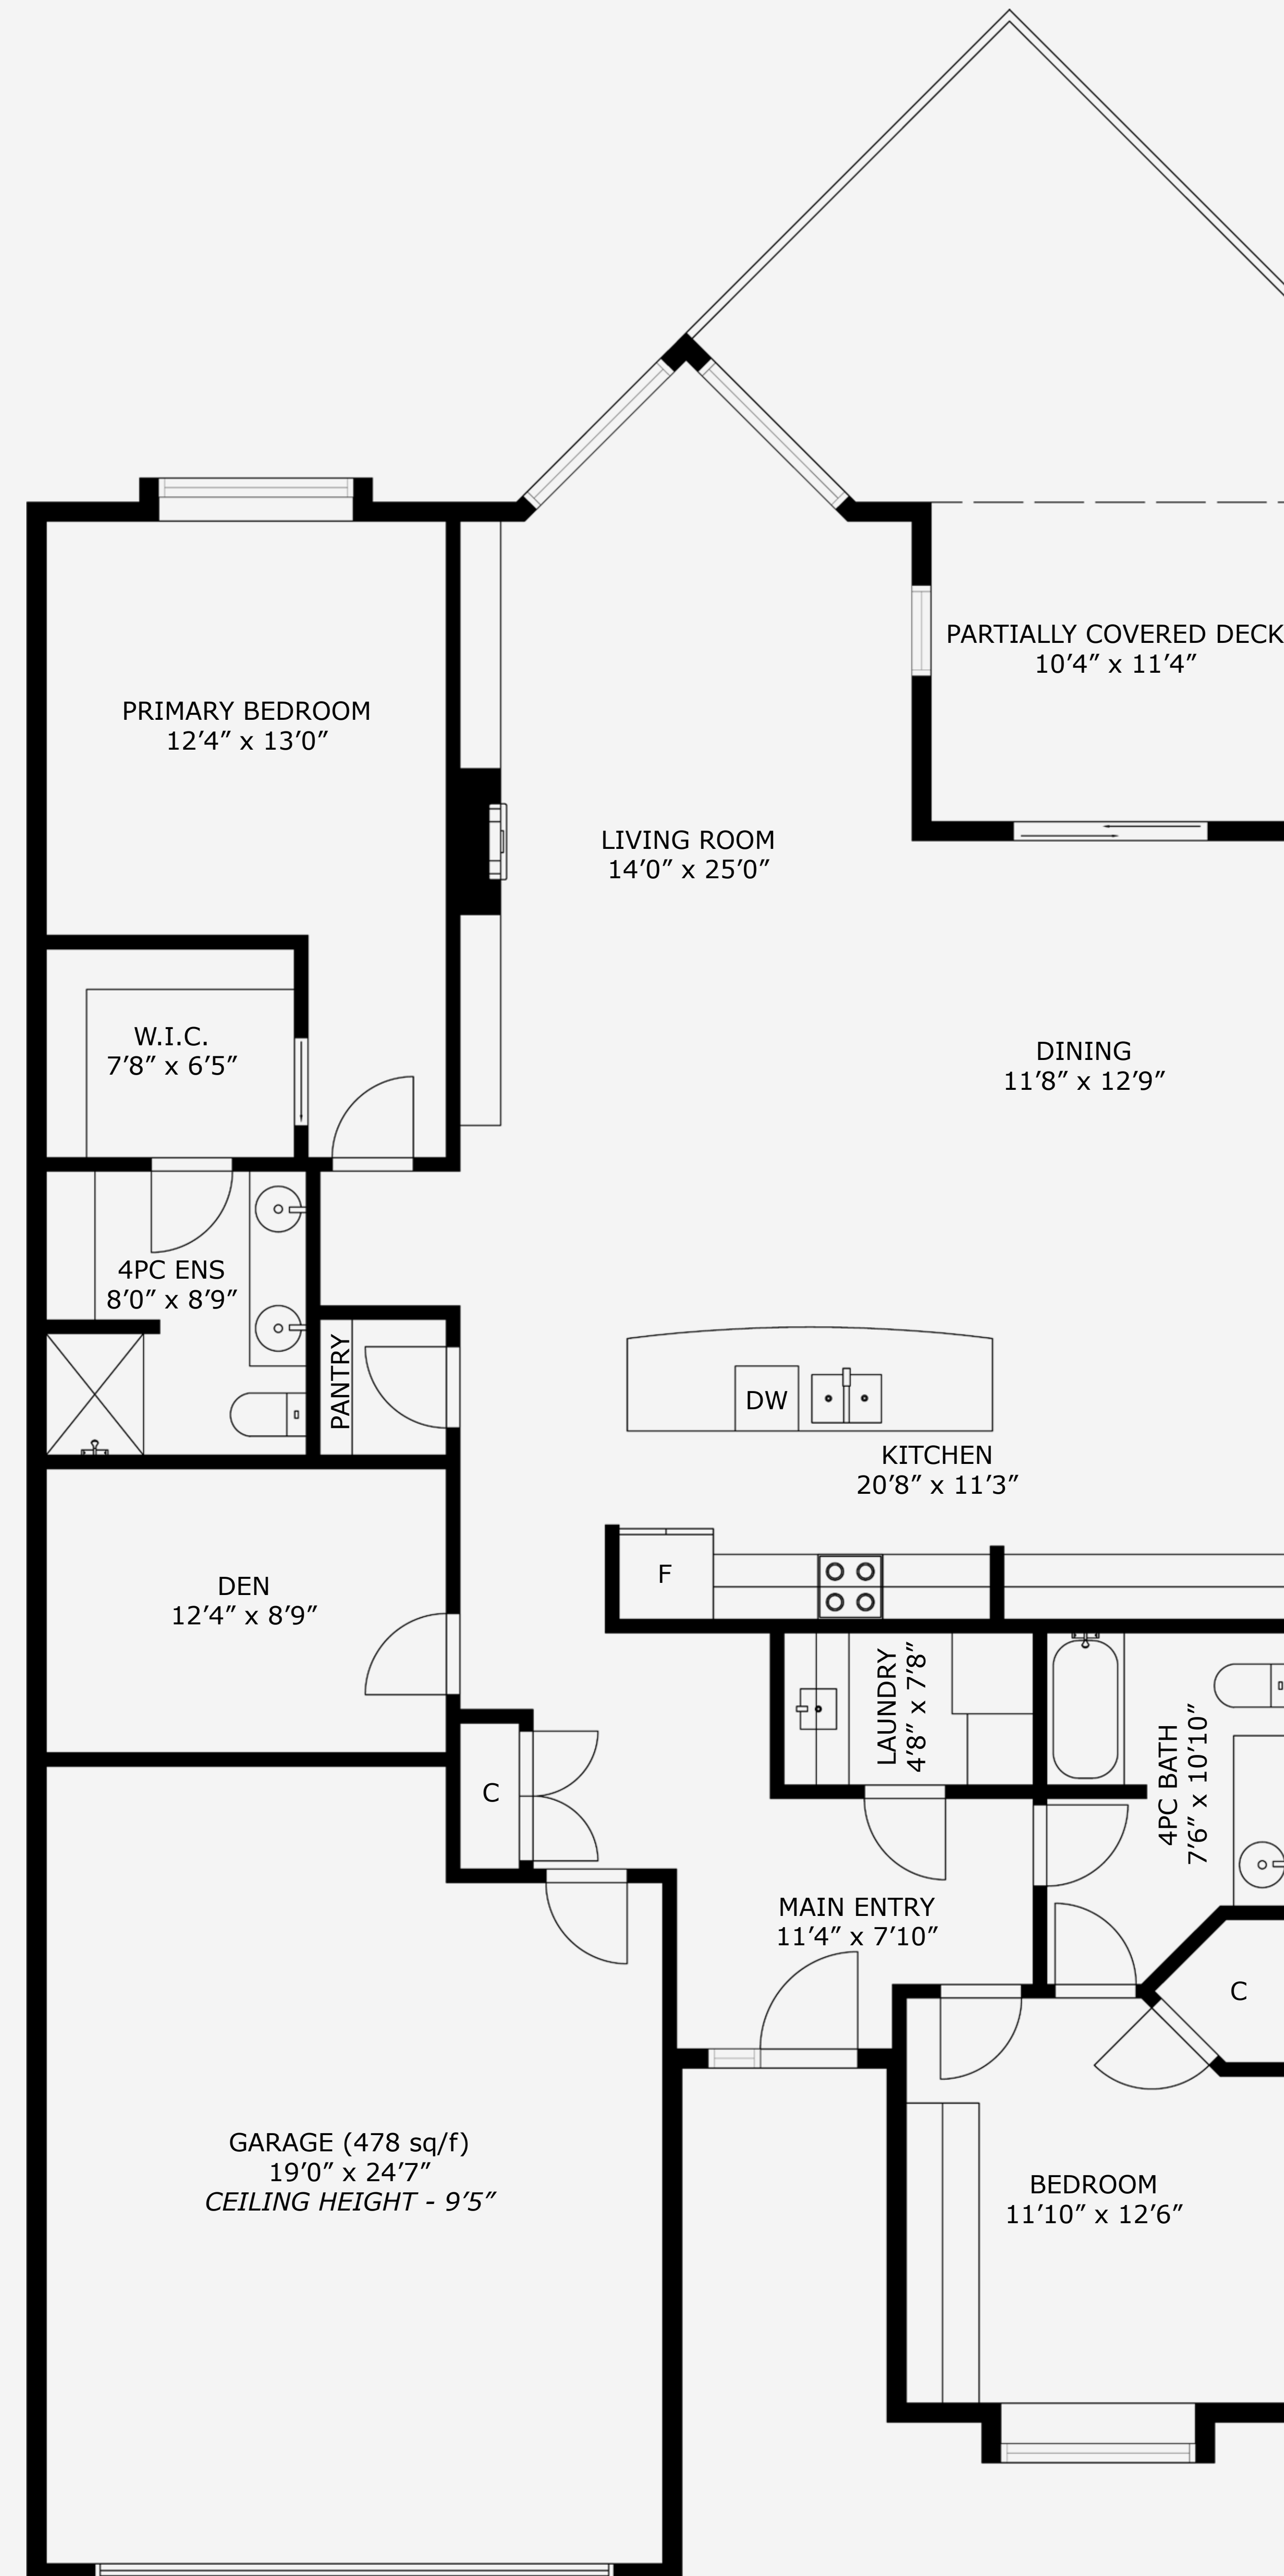 PARTIALLY COVERED DECK
10'4" x 11'4"
PRIMARY BEDROOM
12'4" x 13'0"
LIVING ROOM
14'0" x 25'0"
W.I.C.
7'8" x 6'5"
DINING
11'8" x 12'9"
4PC ENS
8'0" x 8'9"
PANTRY
DW
KITCHEN
20'8" x 11'3"
F
DEN
12'4" x 8'9"
LAUNDRY
4'8" x 7'8"
4PC BATH
7'6" x 10'10"
C
MAIN ENTRY
11'4" x 7'10"
C
GARAGE (478 sq/f)
19'0" x 24'7"
CEILING HEIGHT - 9'5"
BEDROOM
11'10" x 12'6"